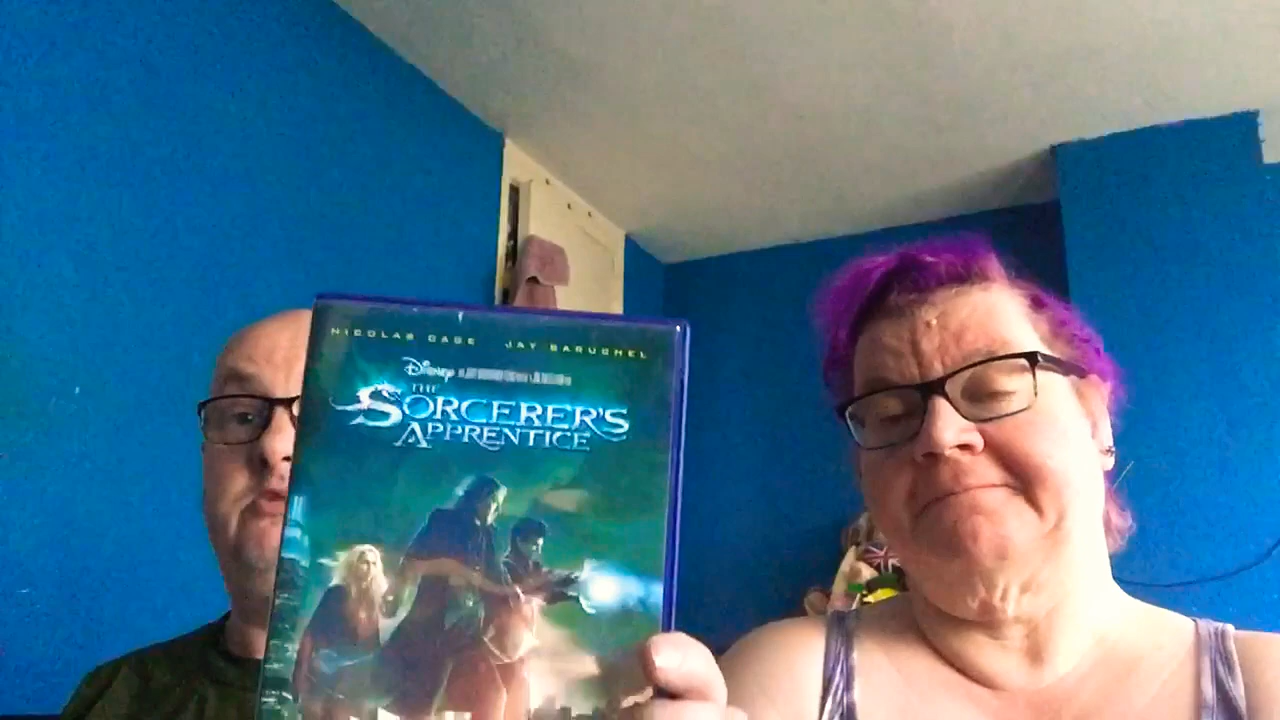 NICOLAS CAGE JAY BARUCHEL
Disney
THE
SORCERER'S
APPRENTICE